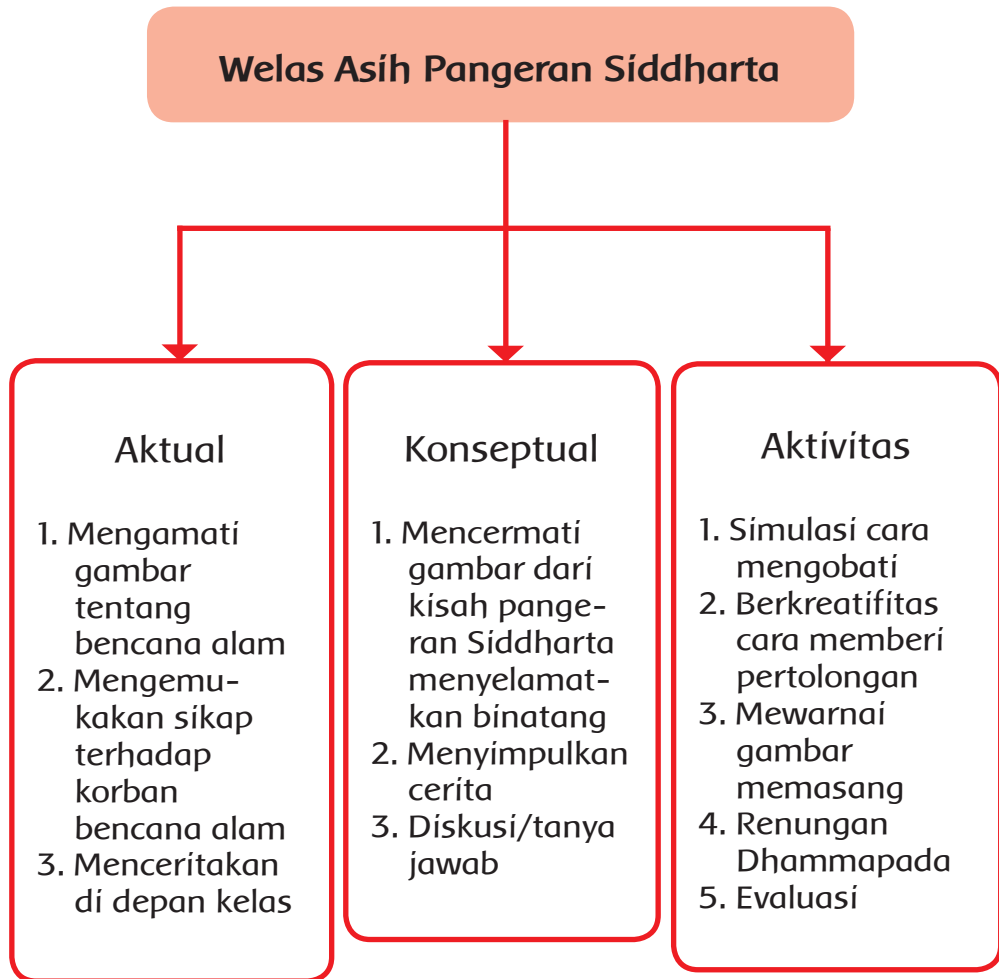 Welas Asih Pangeran Siddharta
Aktual
1. Mengamati
gambar
tentang
bencana alam
2. Mengemu-
kakan sikap
terhadap
korban
bencana alam
3. Menceritakan
di depan kelas
Konseptual
1. Mencermati
gambar dari
kisah pange-
ran Siddharta
menyelamat-
kan binatang
2. Menyimpulkan
cerita
3. Diskusi/tanya
jawab
Aktivitas
1. Simulasi cara
mengobati
2. Berkreatifitas
cara memberi
pertolongan
3. Mewarnai
gambar
memasang
4. Renungan
Dhammapada
5. Evaluasi